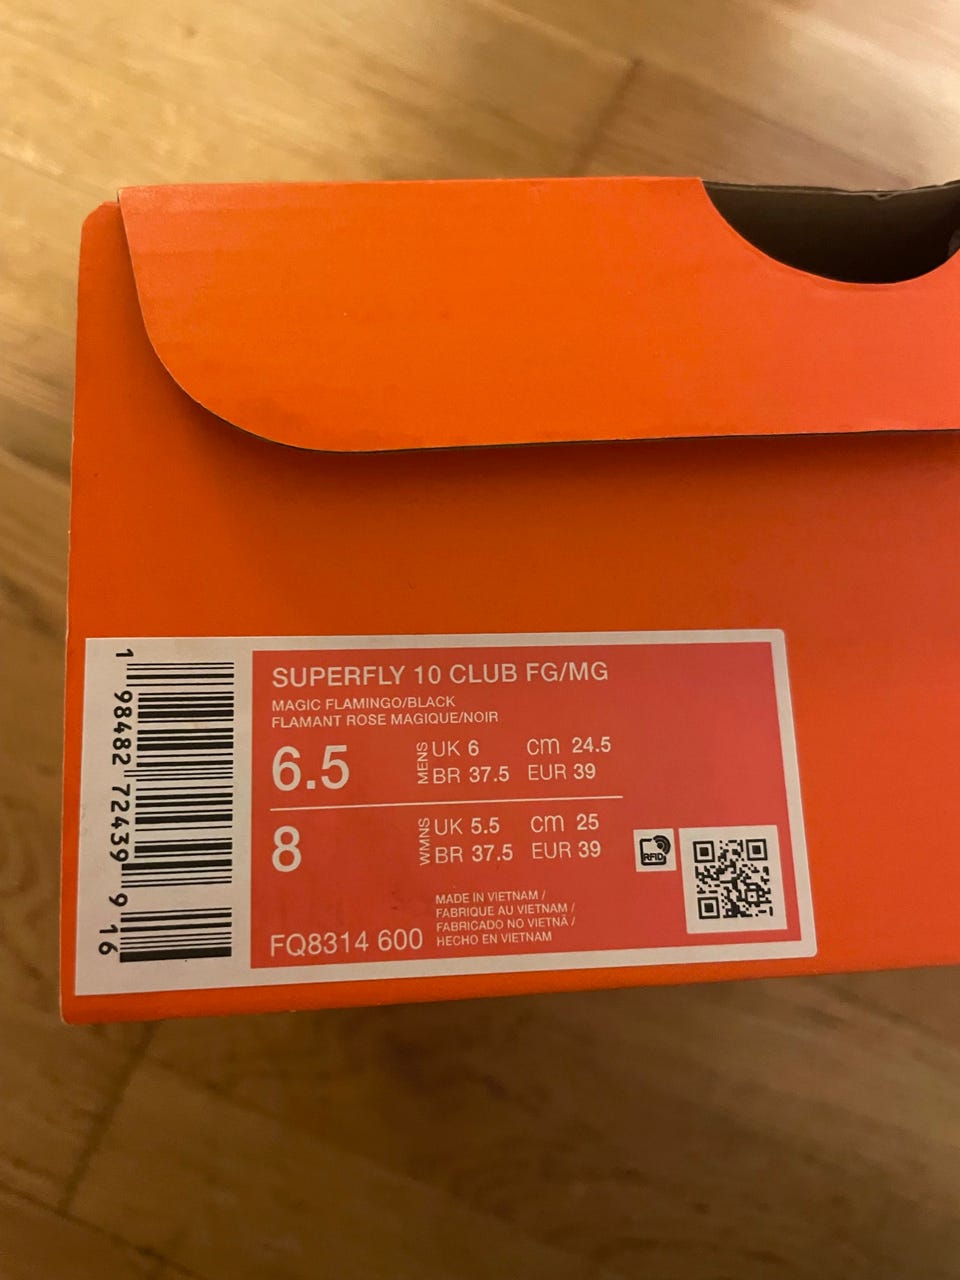 1 98482 72439 9 16
SUPERFLY 10 CLUB FG/MG
MAGIC FLAMINGO/BLACK
FLAMANT ROSE MAGIQUE/NOIR
6.5 MENS UK 6 CM 24.5
BR 37.5 EUR 39
8 WMNS UK 5.5 CM 25
BR 37.5 EUR 39
RFID
MADE IN VIETNAM /
FABRIQUE AU VIETNAM /
FABRICADO NO VIETNÃ /
HECHO EN VIETNAM
FQ8314 600